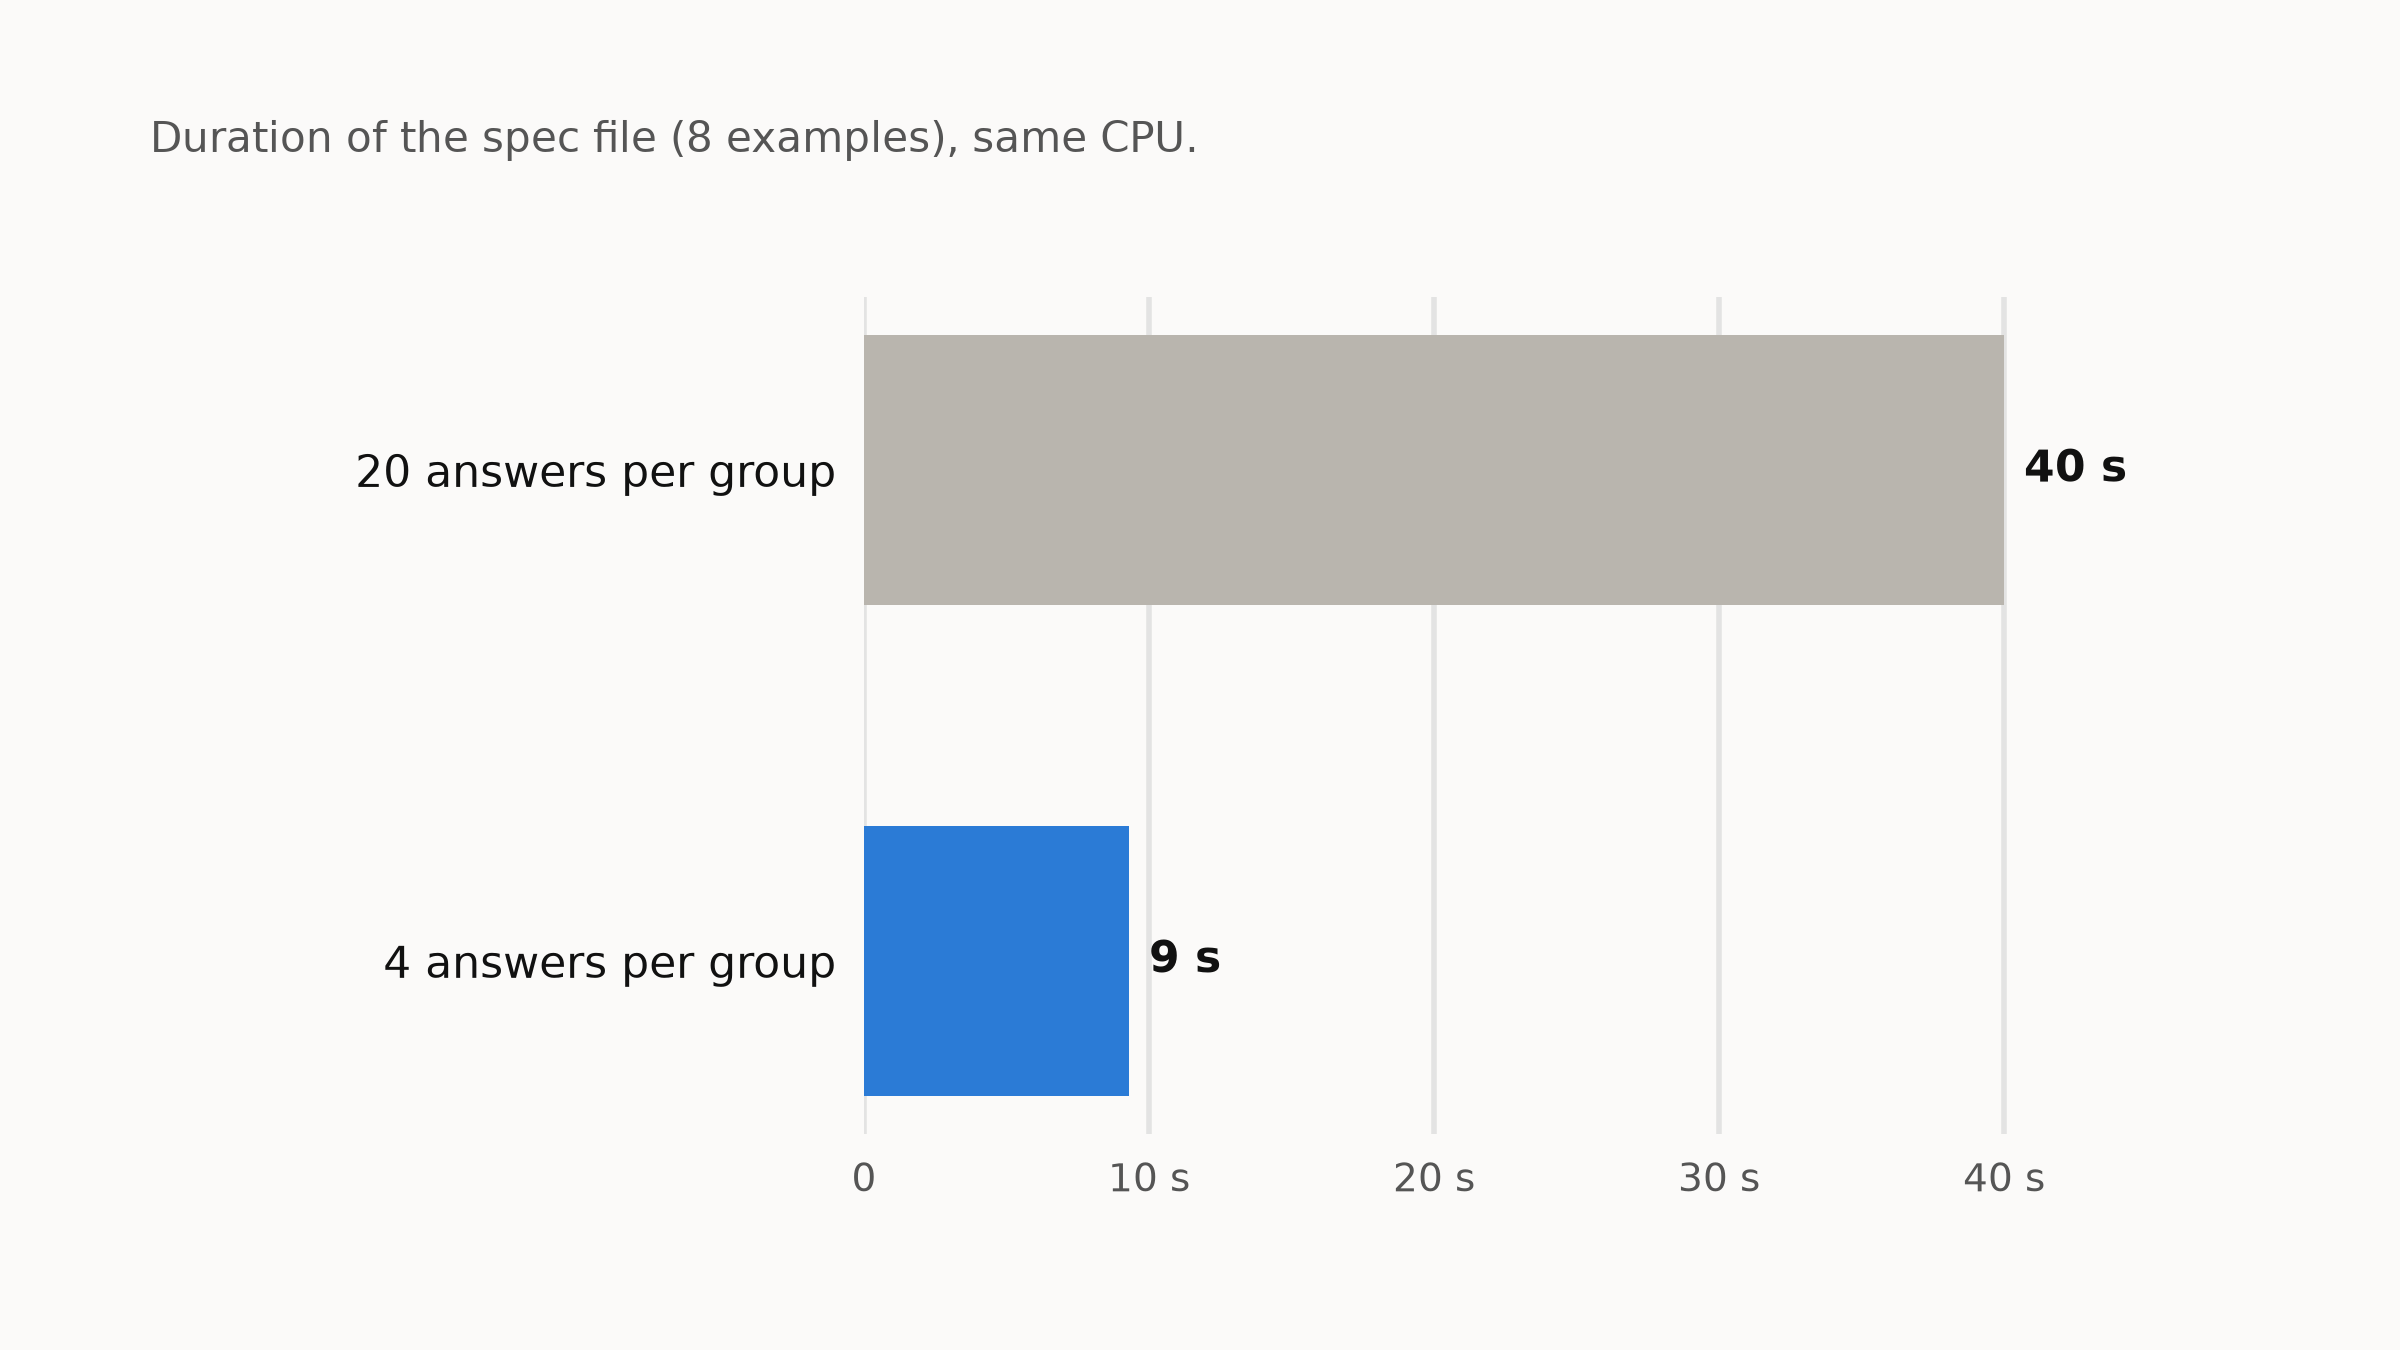 Duration of the spec file (8 examples), same CPU.
20 answers per group
40 s
4 answers per group
9 s
0
10 s
20 s
30 s
40 s